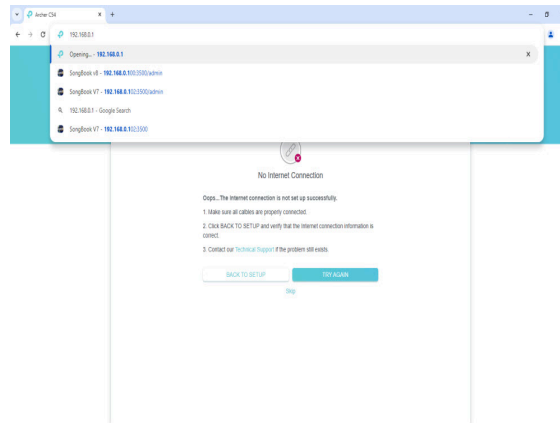 Archer C54
192.168.0.1
Opening... - 192.168.0.1
SongBook v8 - 192.168.0.100:3500/admin
SongBook V7 - 192.168.0.102:3500/admin
192.168.0.1 - Google Search
SongBook V7 - 192.168.0.102:3500
No Internet Connection
Oops...The Internet connection is not set up successfully.
1. Make sure all cables are properly connected.
2. Click BACK TO SETUP and verify that the Internet connection information is
correct.
3. Contact our Technical Support if the problem still exists.
BACK TO SETUP
TRY AGAIN
Skip